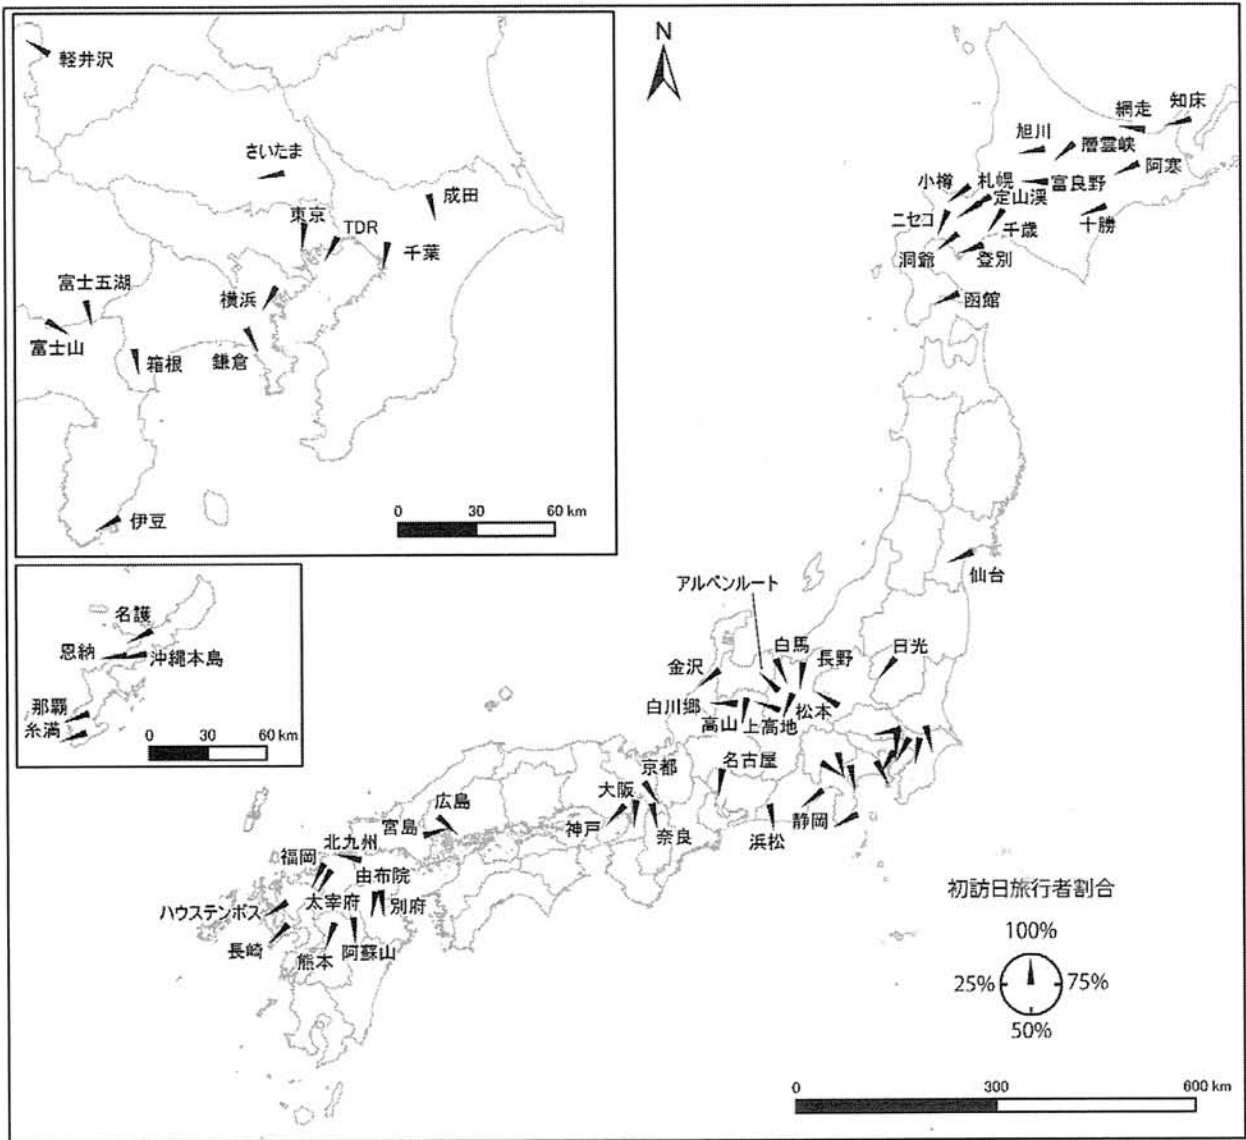 軽井沢
さいたま
成田
東京
TDR
千葉
富士五湖
横浜
富士山
箱根
鎌倉
伊豆
0 30 60 km
名護
恩納
沖縄本島
那覇
糸満
0 30 60 km
N
知床
網走
旭川
層雲峡
阿寒
小樽
札幌
富良野
定山渓
ニセコ
千歳
十勝
洞爺
登別
函館
仙台
アルペンルート
白馬
長野
日光
金沢
白川郷
高山
上高地
松本
名古屋
京都
大阪
広島
宮島
神戸
奈良
浜松
静岡
北九州
福岡
由布院
太宰府
別府
ハウステンボス
長崎
熊本
阿蘇山
初訪日旅行者割合
100%
25%
75%
50%
0 300 600 km